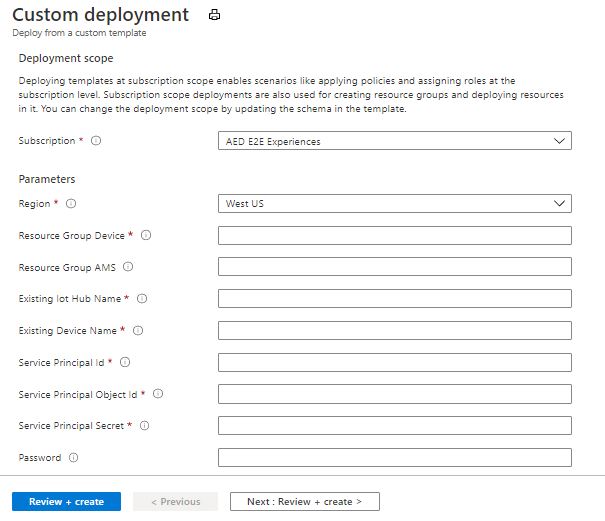 Custom deployment
Deploy from a custom template
Deployment scope
Deploying templates at subscription scope enables scenarios like applying policies and assigning roles at the
subscription level. Subscription scope deployments are also used for creating resource groups and deploying resources
in it. You can change the deployment scope by updating the schema in the template.
Subscription * AED E2E Experiences
Parameters
Region * West US
Resource Group Device *
Resource Group AMS
Existing Iot Hub Name *
Existing Device Name *
Service Principal Id *
Service Principal Object Id *
Service Principal Secret *
Password
Review + create < Previous Next : Review + create >